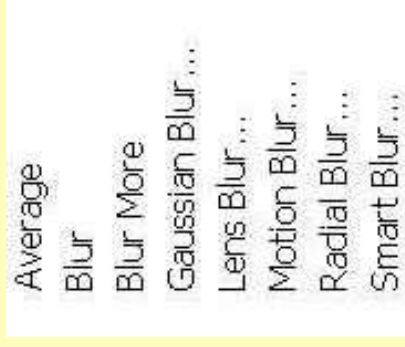 Average
Blur
Blur More
Gaussian Blur...
Lens Blur...
Motion Blur...
Radial Blur...
Smart Blur...